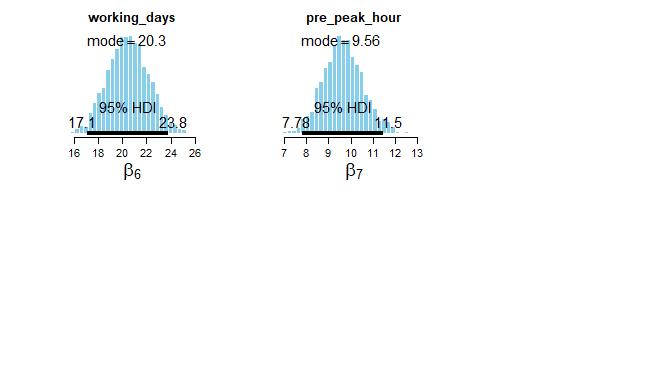 working_days
mode = 20.3
95% HDI
17.1 23.8
16 18 20 22 24 26
β6
pre_peak_hour
mode = 9.56
95% HDI
7.78 11.5
7 8 9 10 11 12 13
β7